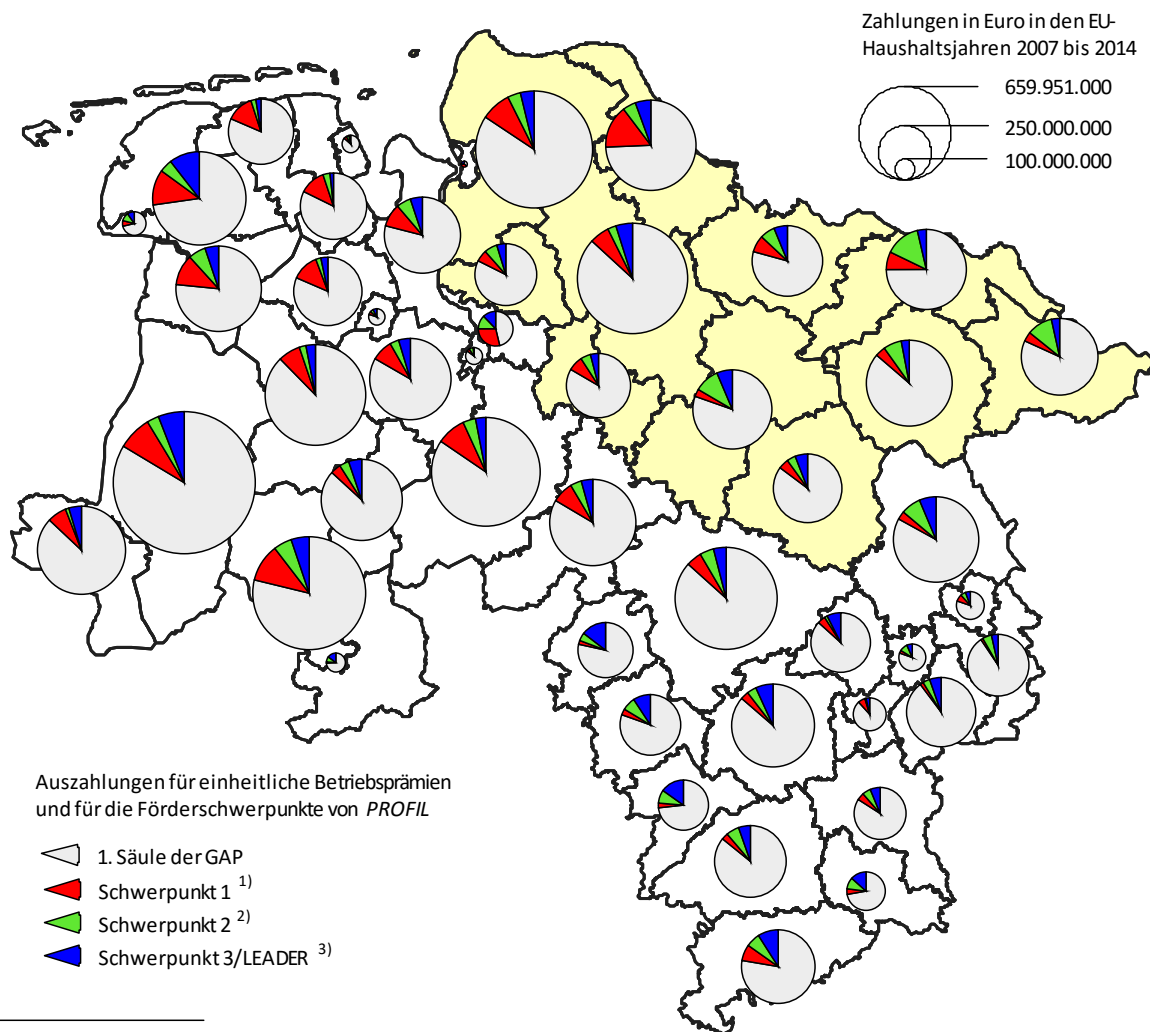 Zahlungen in Euro in den EU-
Haushaltsjahren 2007 bis 2014
659.951.000
250.000.000
100.000.000
Auszahlungen für einheitliche Betriebsprämien
und für die Förderschwerpunkte von PROFIL
1. Säule der GAP
Schwerpunkt 1 1)
Schwerpunkt 2 2)
Schwerpunkt 3/LEADER 3)